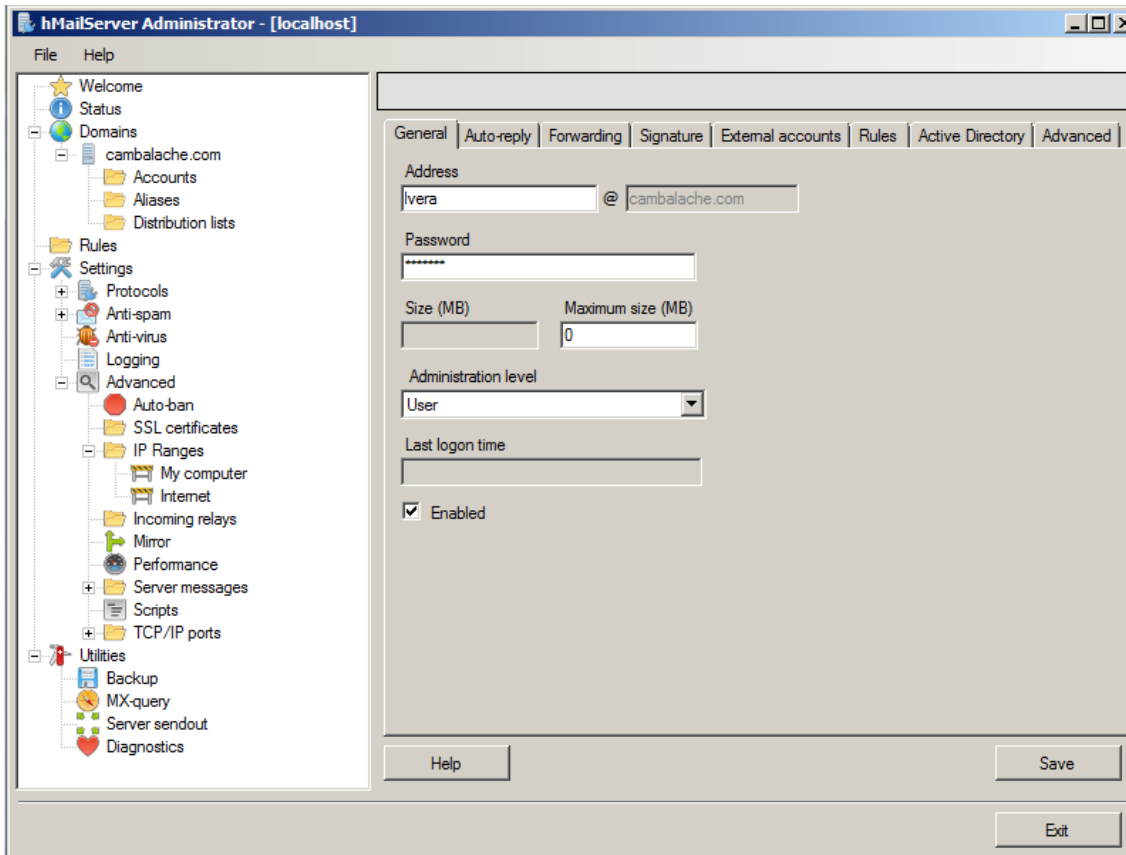 hMailServer Administrator - [localhost]
File Help
Welcome
Status
Domains
cambalache.com
Accounts
Aliases
Distribution lists
Rules
Settings
Protocols
Anti-spam
Anti-virus
Logging
Advanced
Auto-ban
SSL certificates
IP Ranges
My computer
Internet
Incoming relays
Mirror
Performance
Server messages
Scripts
TCP/IP ports
Utilities
Backup
MX-query
Server sendout
Diagnostics
General Auto-reply Forwarding Signature External accounts Rules Active Directory Advanced
Address
lvera @ cambalache.com
Password
*******
Size (MB) Maximum size (MB)
0
Administration level
User
Last logon time
Enabled
Help Save
Exit